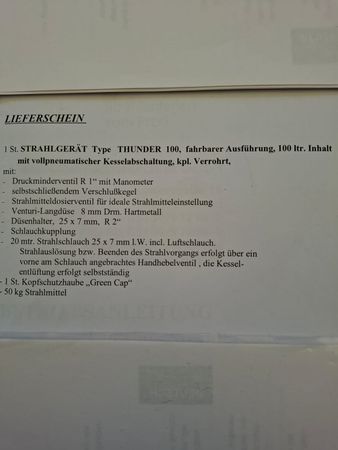 LIEFERSCHEIN
1 St. STRAHLGERÄT Type THUNDER 100, fahrbarer Ausführung, 100 ltr. Inhalt
mit vollpneumatischer Kesselabschaltung, kpl. Verrohrt,
mit:
- Druckminderventil R 1“ mit Manometer
- selbstschließendem Verschlußkegel
- Strahlmitteldosierventil für ideale Strahlmitteleinstellung
- Venturi-Langdüse 8 mm Drm. Hartmetall
- Düsenhalter, 25 x 7 mm, R 2“
- Schlauchkupplung
- 20 mtr. Strahlschlauch 25 x 7 mm l.W. incl. Luftschlauch.
Strahlauslösung bzw. Beenden des Strahlvorgangs erfolgt über ein
vorne am Schlauch angebrachtes Handhebelventil , die Kessel-
entlüftung erfolgt selbstständig
- 1 St. Kopfschutzhaube „Green Cap“
- 50 kg Strahlmittel